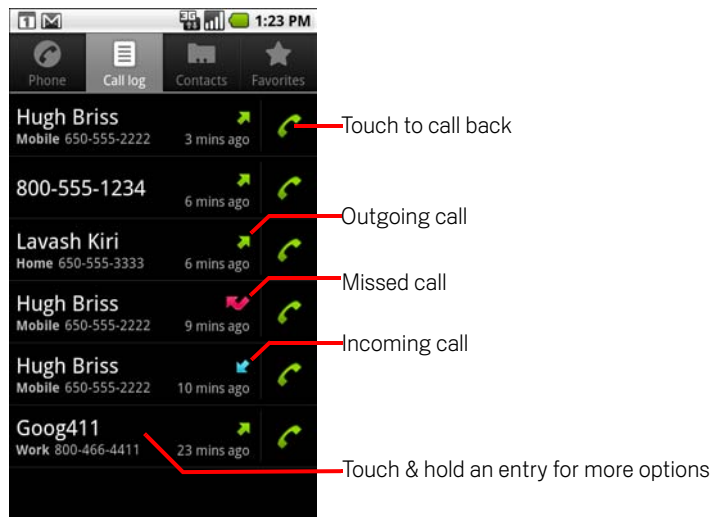 1 3G 1:23 PM
Phone Call log Contacts Favorites
Hugh Briss
Mobile 650-555-2222 3 mins ago
Touch to call back
800-555-1234
6 mins ago
Outgoing call
Lavash Kiri
Home 650-555-3333 6 mins ago
Missed call
Hugh Briss
Mobile 650-555-2222 9 mins ago
Incoming call
Hugh Briss
Mobile 650-555-2222 10 mins ago
Goog411
Work 800-466-4411 23 mins ago
Touch & hold an entry for more options